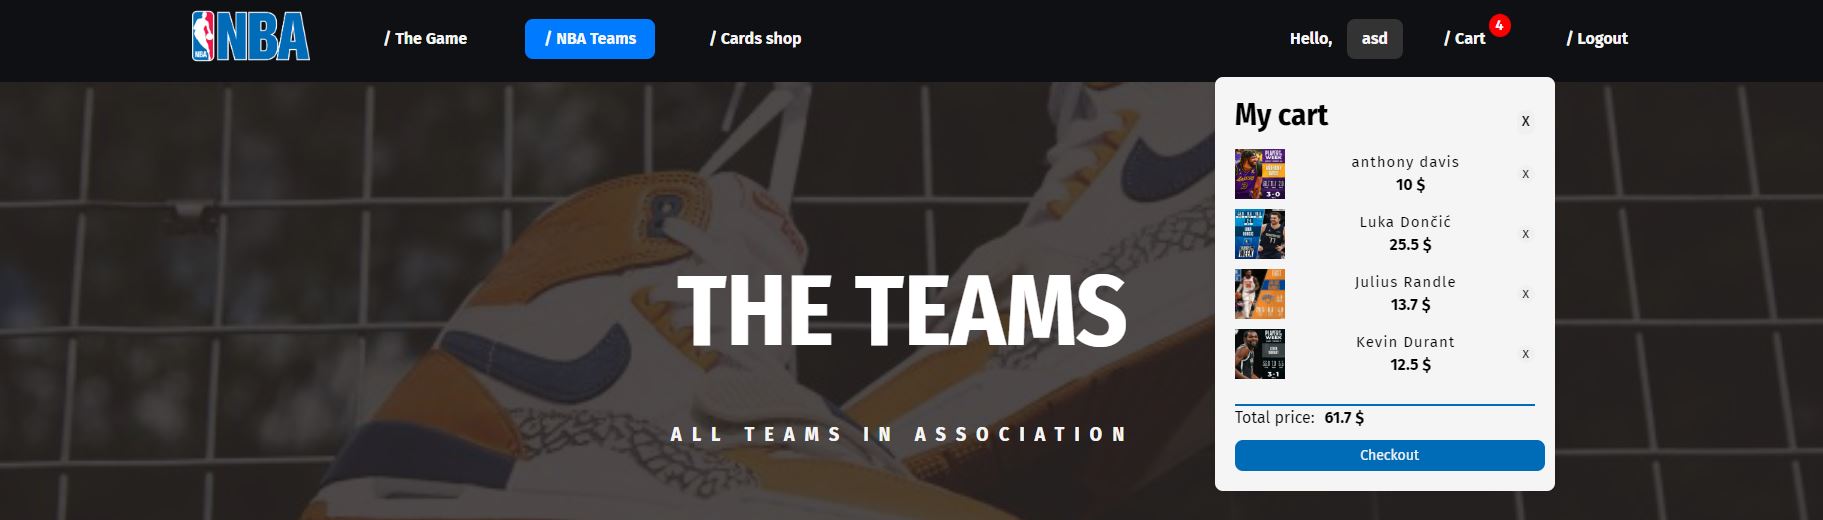 NBA
/ The Game
/ NBA Teams
/ Cards shop
Hello,
asd
/ Cart
4
/ Logout
My cart
X
anthony davis
10 $
x
Luka Dončić
25.5 $
x
Julius Randle
13.7 $
x
Kevin Durant
12.5 $
x
Total price: 61.7 $
Checkout
THE TEAMS
ALL TEAMS IN ASSOCIATION